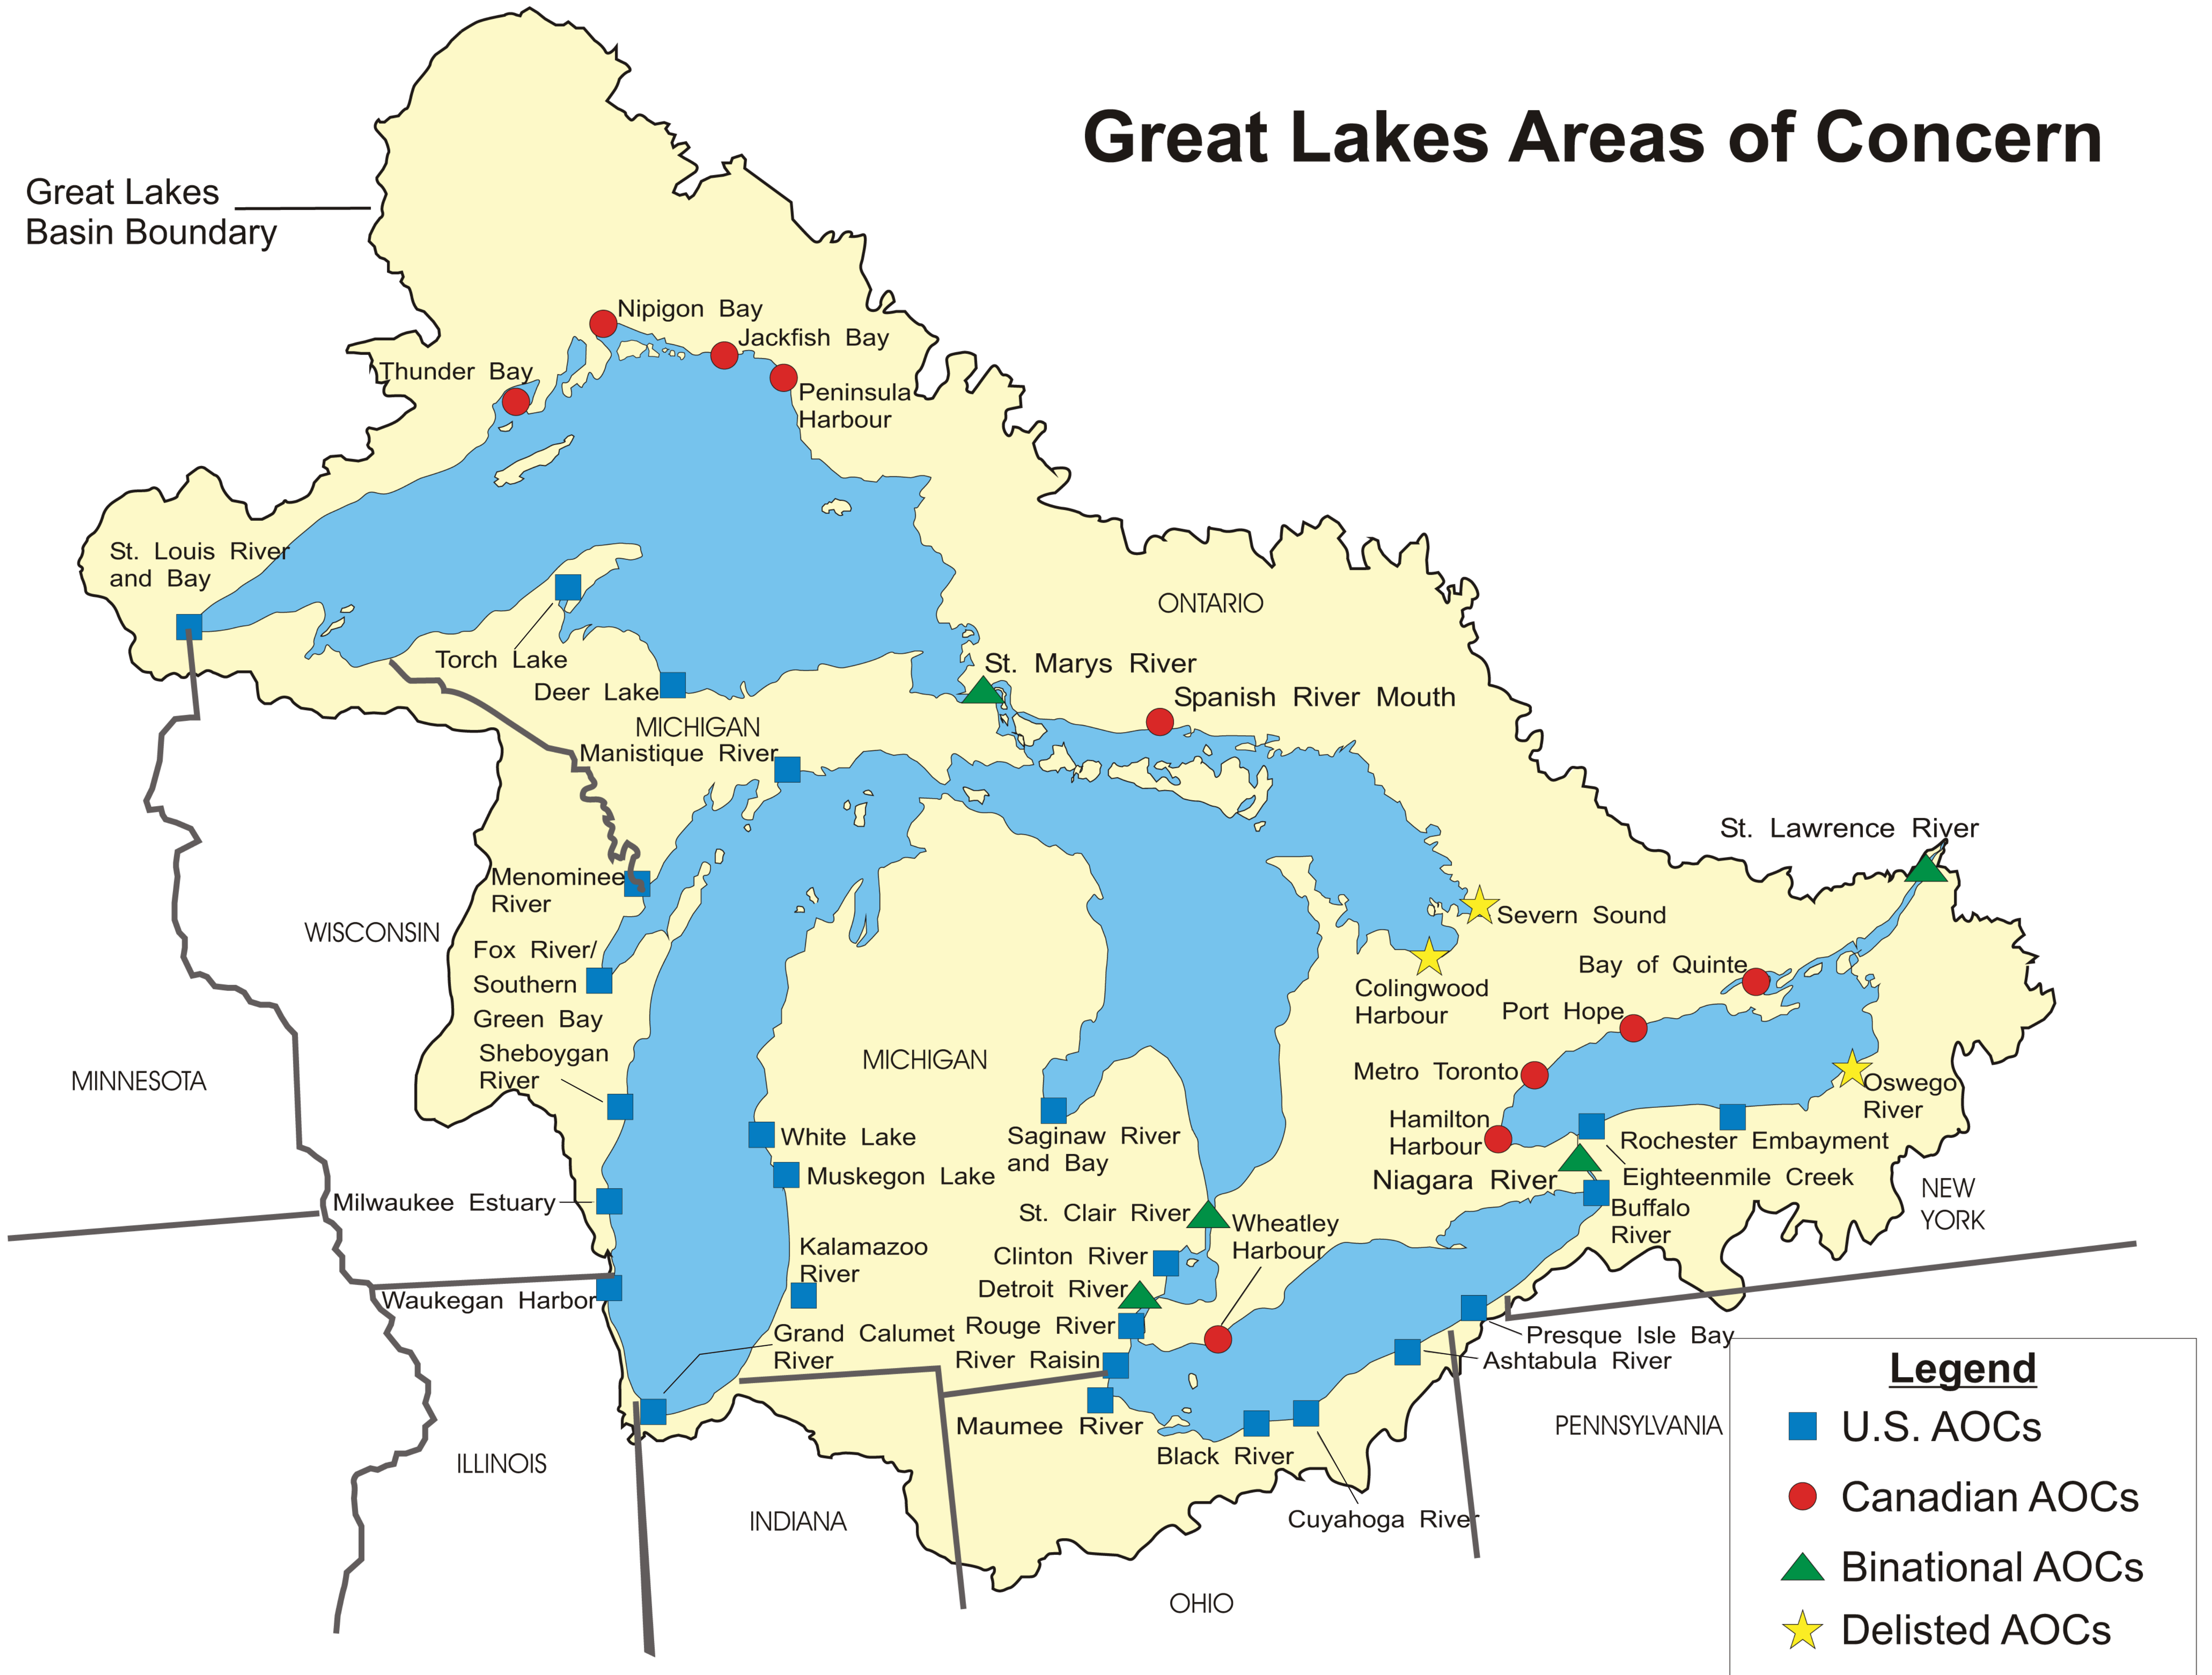 Great Lakes Areas of Concern
Great Lakes
Basin Boundary
Nipigon Bay
Jackfish Bay
Thunder Bay
Peninsula
Harbour
St. Louis River
and Bay
ONTARIO
Torch Lake
St. Marys River
Deer Lake
Spanish River Mouth
MICHIGAN
Manistique River
St. Lawrence River
Menominee
River
Severn Sound
WISCONSIN
Fox River/
Southern
Green Bay
Bay of Quinte
Colingwood
Harbour
Port Hope
Sheboygan
River
MICHIGAN
Metro Toronto
MINNESOTA
Oswego
River
Hamilton
Harbour
White Lake
Saginaw River
and Bay
Rochester Embayment
Muskegon Lake
Niagara River
Eighteenmile Creek
Milwaukee Estuary
NEW
YORK
St. Clair River
Wheatley
Harbour
Buffalo
River
Kalamazoo
River
Clinton River
Detroit River
Waukegan Harbor
Grand Calumet
River
Rouge River
Presque Isle Bay
River Raisin
Ashtabula River
Maumee River
PENNSYLVANIA
Black River
ILLINOIS
INDIANA
Cuyahoga River
OHIO
Legend
U.S. AOCs
Canadian AOCs
Binational AOCs
Delisted AOCs